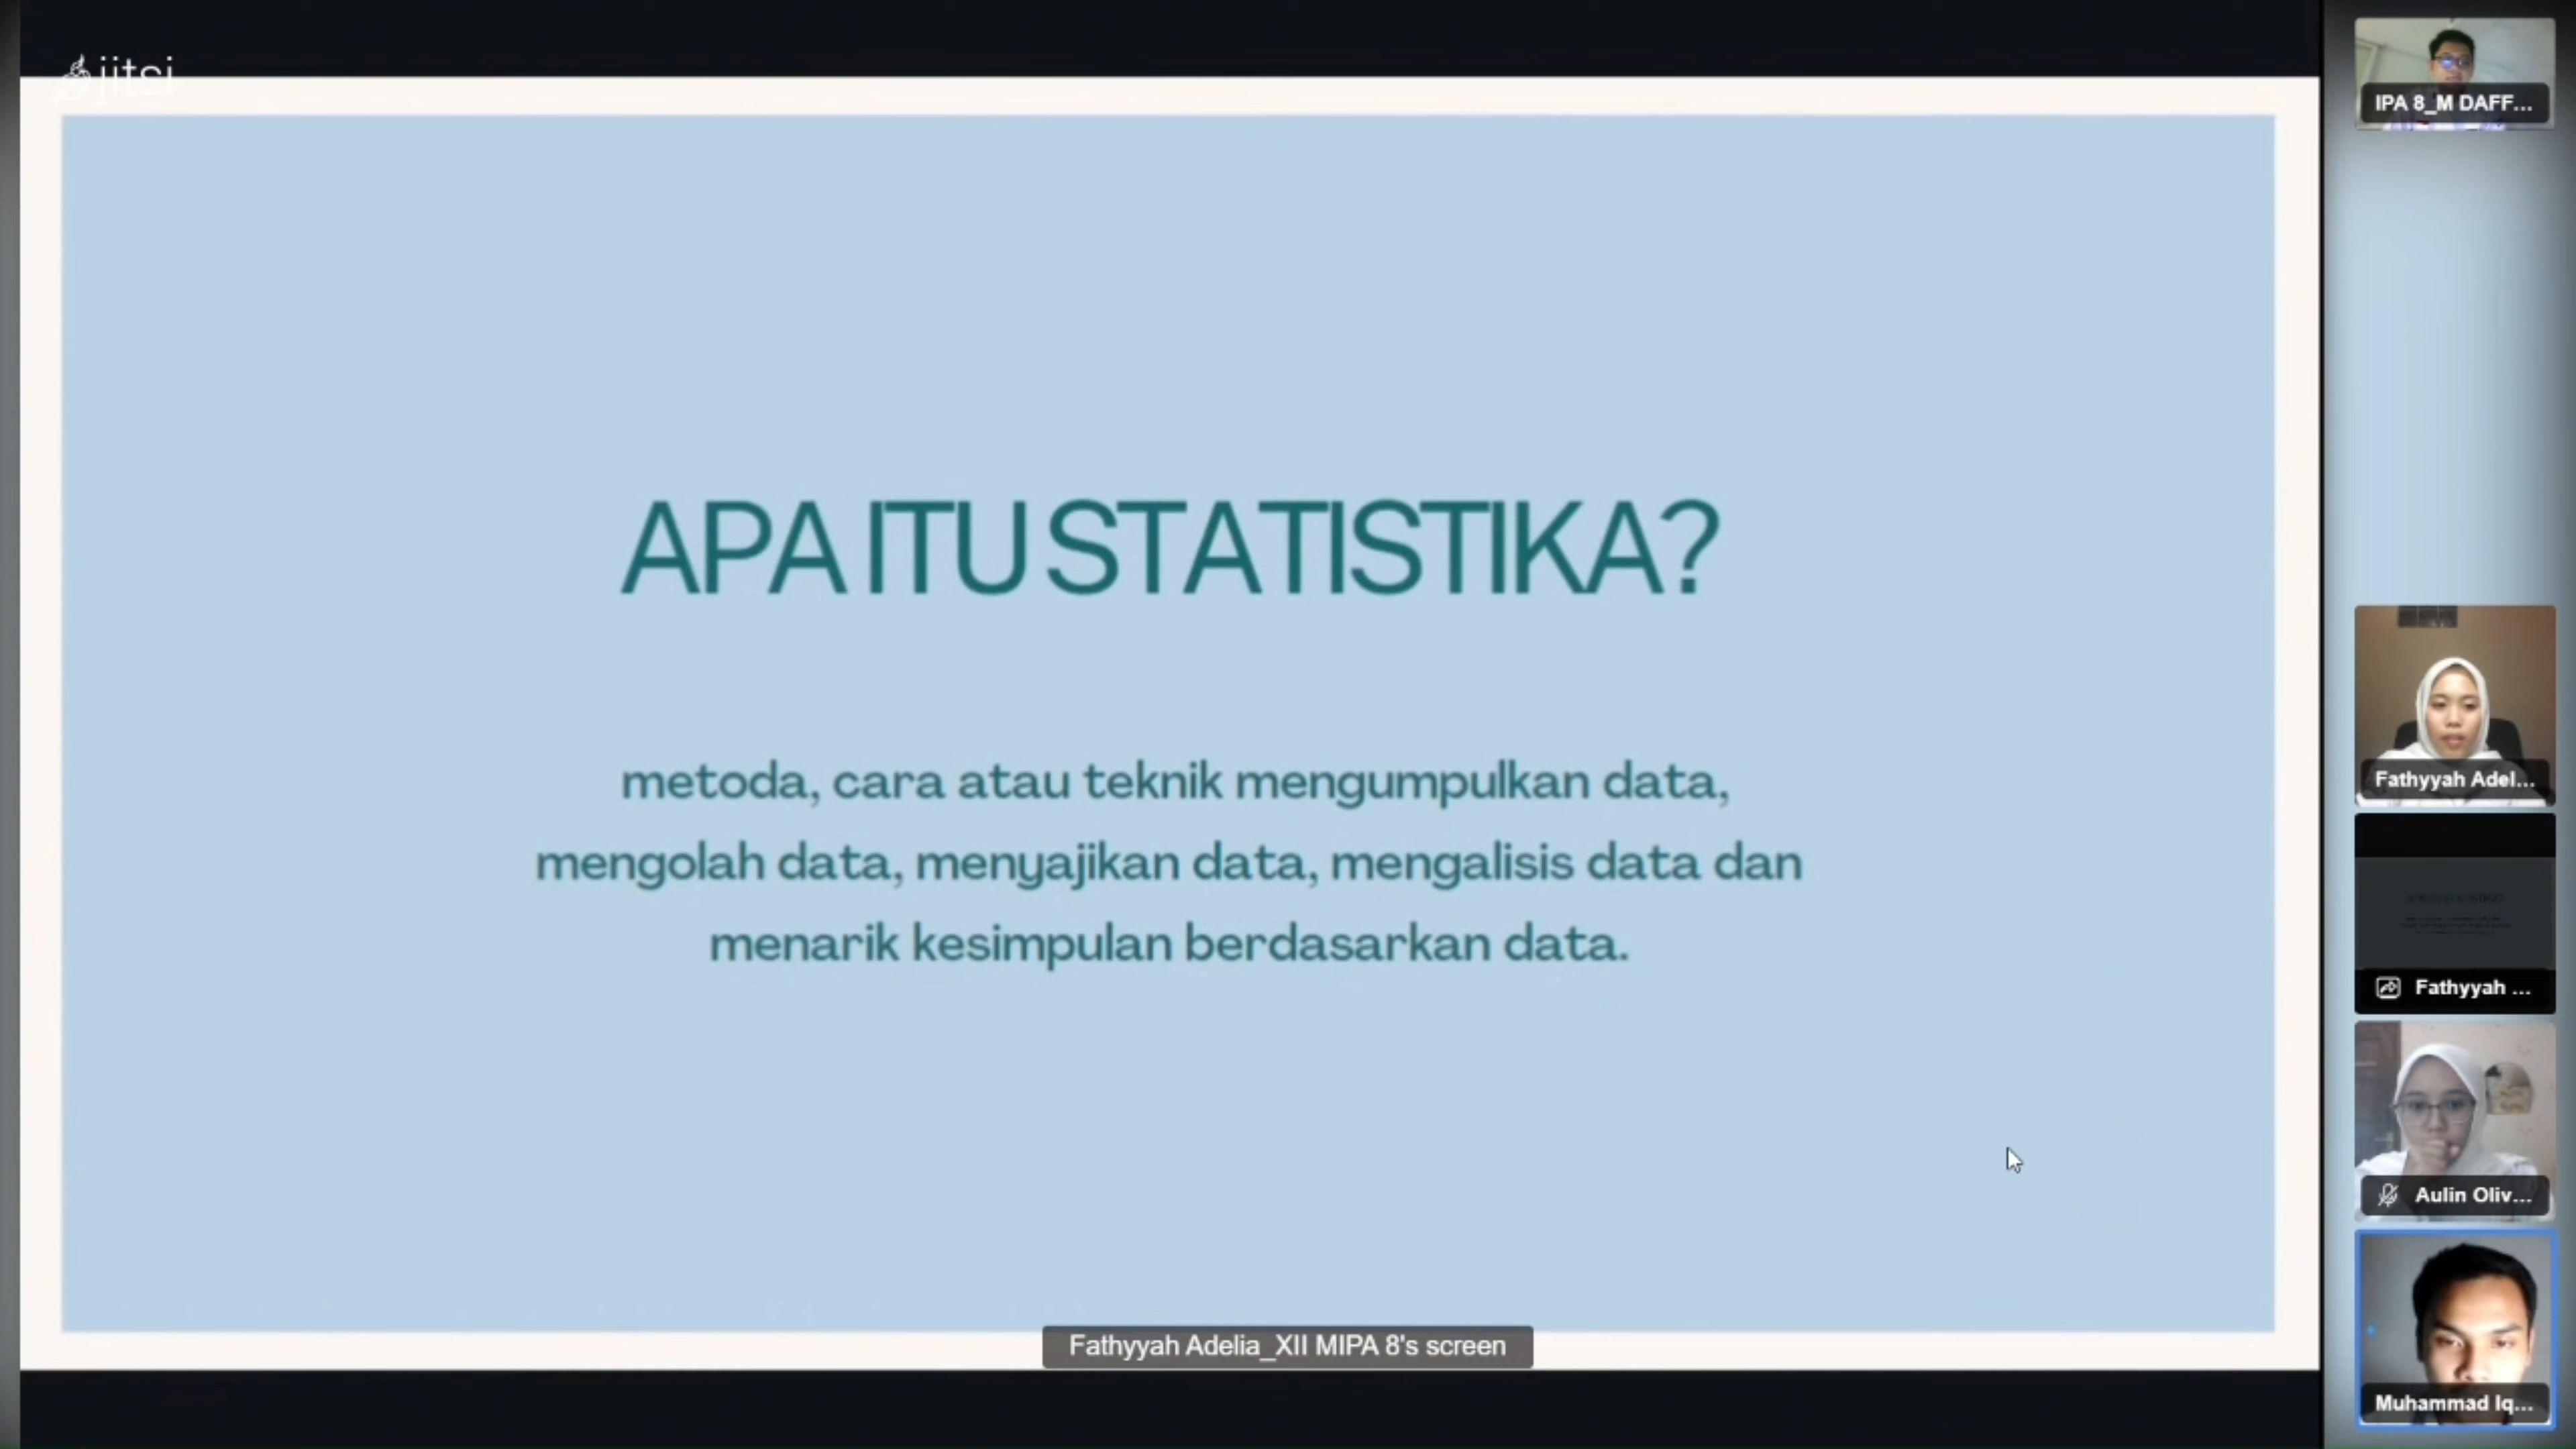 jitsi
APA ITU STATISTIKA?
metoda, cara atau teknik mengumpulkan data,
mengolah data, menyajikan data, mengalisis data dan
menarik kesimpulan berdasarkan data.
Fathyyah Adelia_XII MIPA 8's screen
IPA 8_M DAFF...
Fathyyah Adel...
Fathyyah ...
Aulin Oliv...
Muhammad Iq...